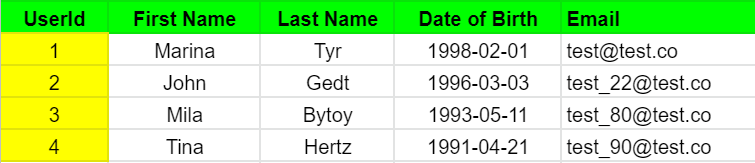 UserId First Name Last Name Date of Birth Email
1 Marina Tyr 1998-02-01 test@test.co
2 John Gedt 1996-03-03 test_22@test.co
3 Mila Bytoy 1993-05-11 test_80@test.co
4 Tina Hertz 1991-04-21 test_90@test.co